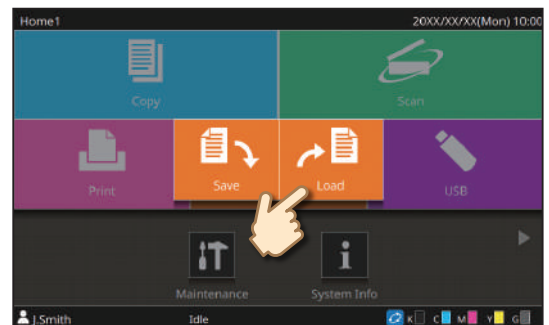 Home1 20XX/XX/XX(Mon) 10:00
Copy Scan
Print Save Load USB
Maintenance System Info
J.Smith Idle K C M Y G